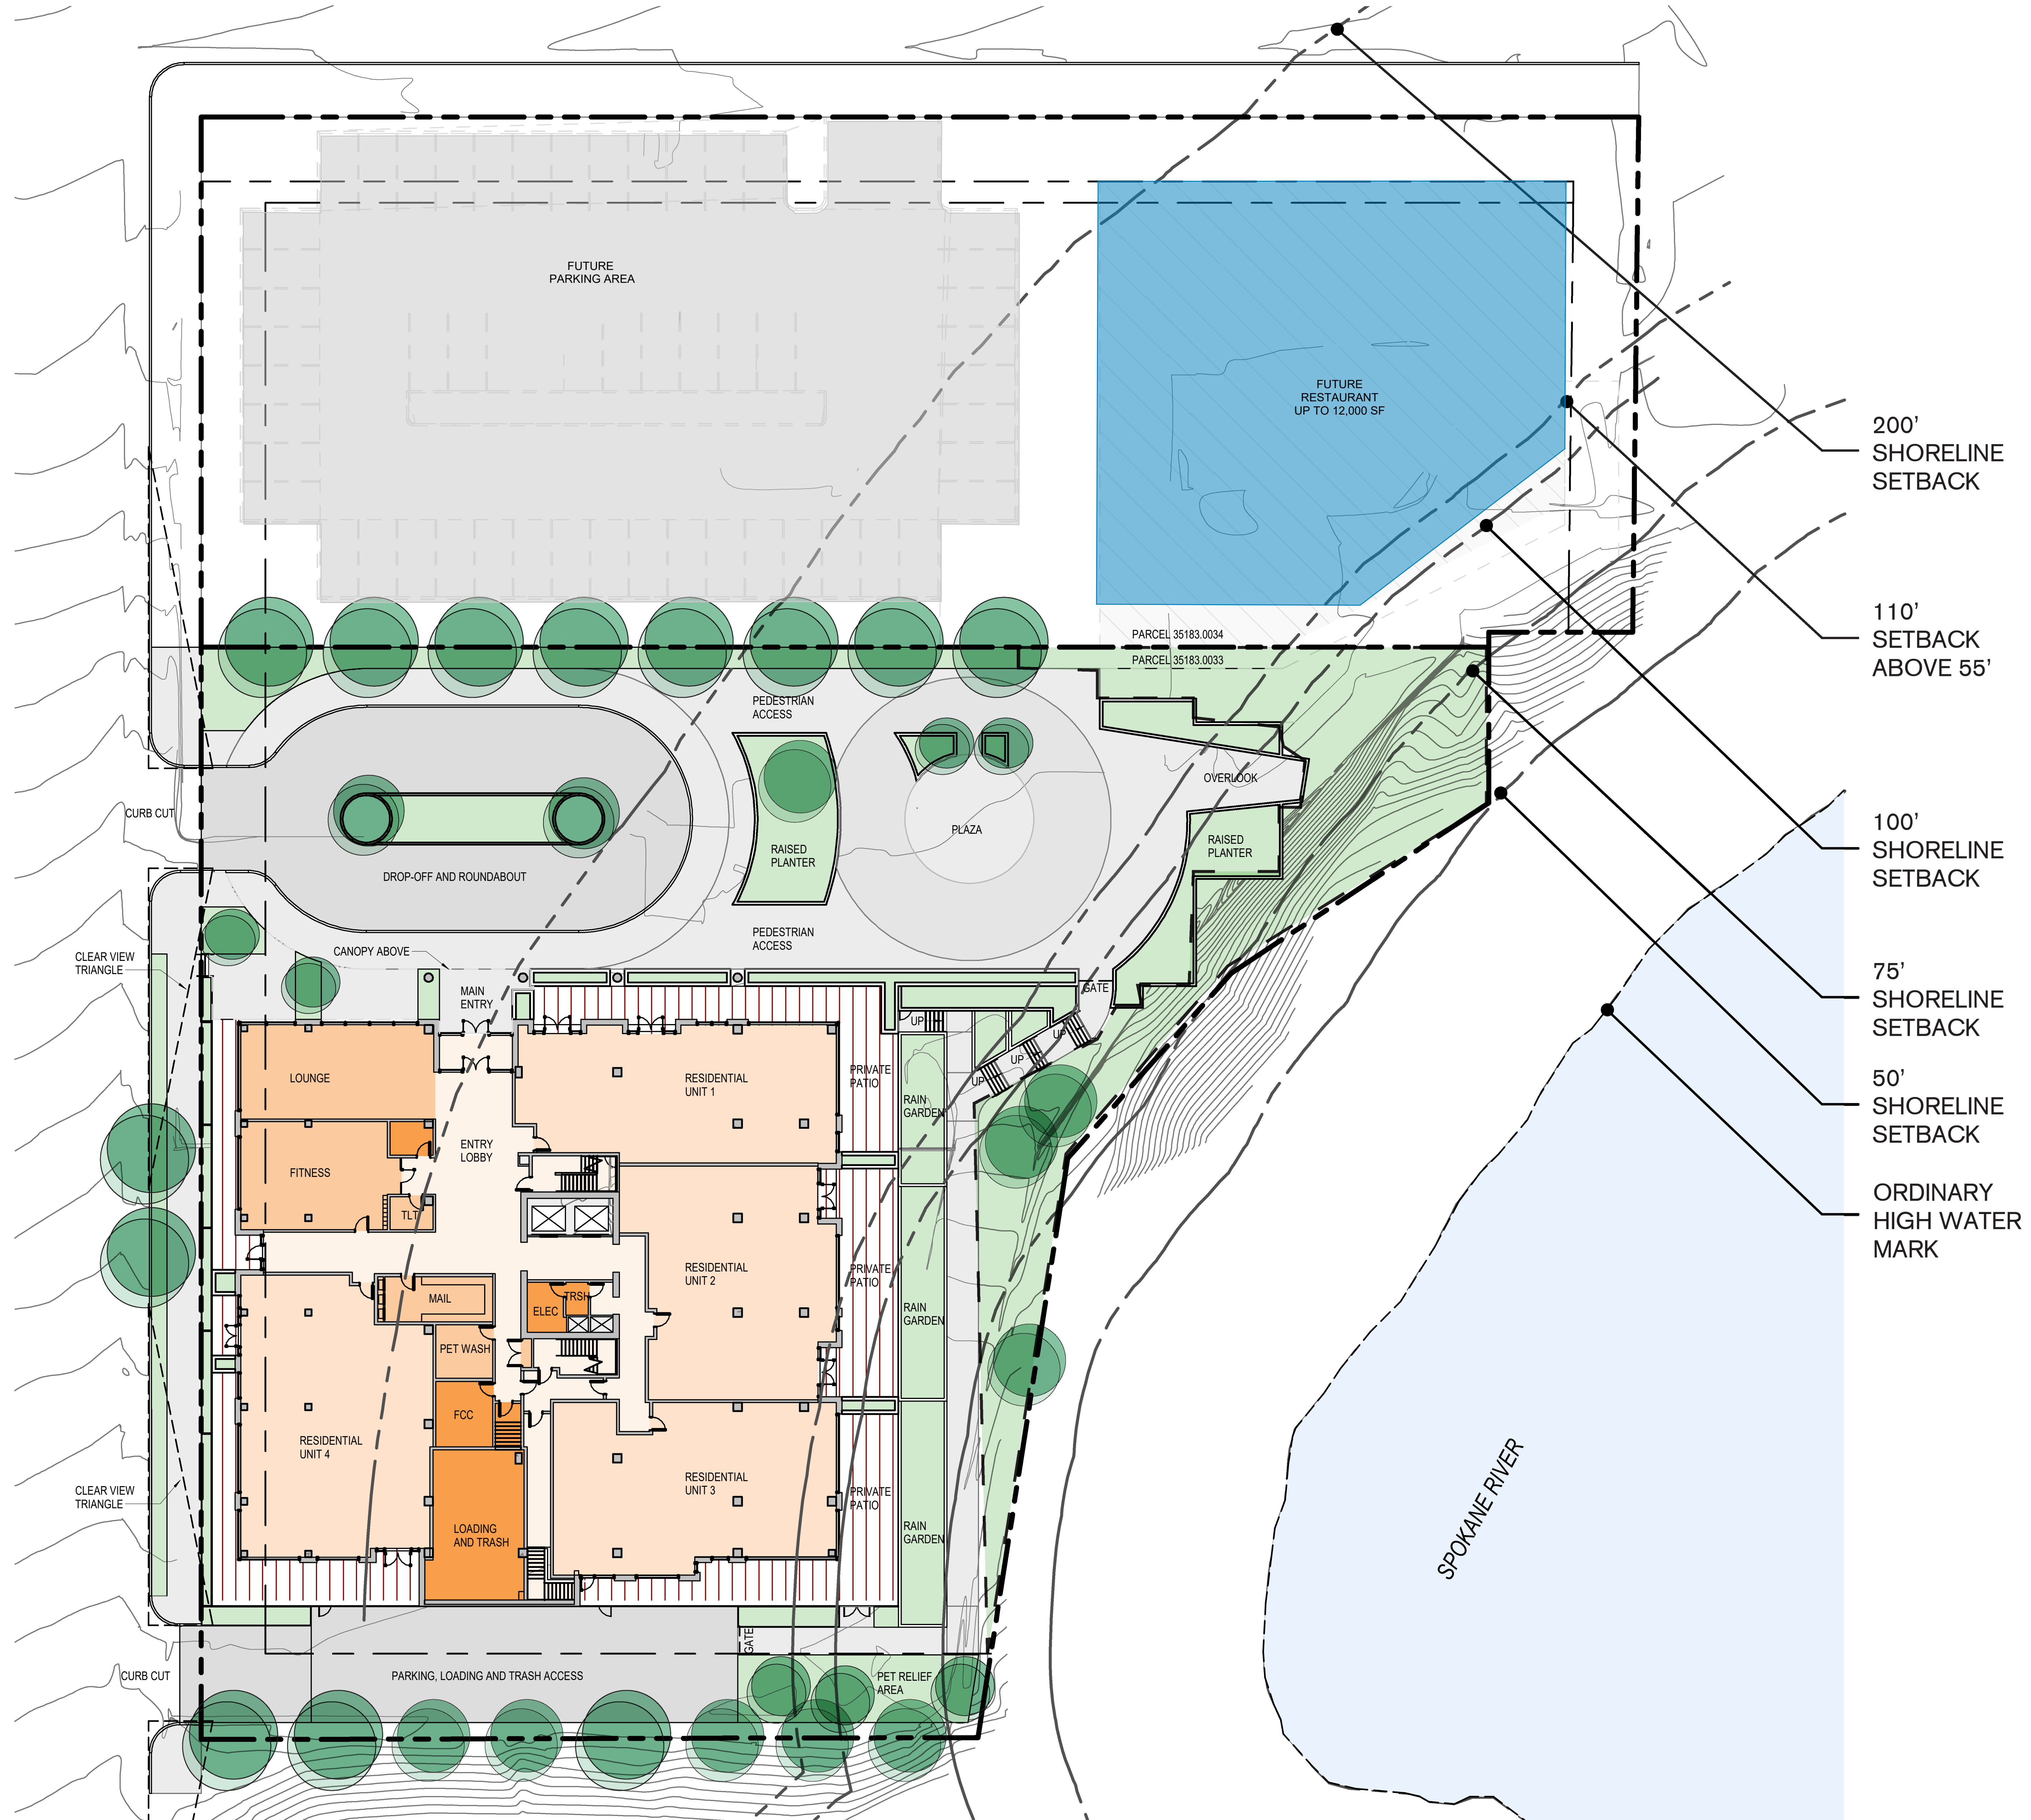 FUTURE
PARKING AREA
FUTURE
RESTAURANT
UP TO 12,000 SF
200'
SHORELINE
SETBACK
110'
SETBACK
ABOVE 55'
PARCEL 35183.0034
PARCEL 35183.0033
PEDESTRIAN
ACCESS
OVERLOOK
CURB CUT
PLAZA
RAISED
PLANTER
RAISED
PLANTER
DROP-OFF AND ROUNDABOUT
100'
SHORELINE
SETBACK
PEDESTRIAN
ACCESS
CANOPY ABOVE
CLEAR VIEW
TRIANGLE
75'
SHORELINE
SETBACK
MAIN
ENTRY
GATE
UP
UP
UP
UP
LOUNGE
RESIDENTIAL
UNIT 1
PRIVATE
PATIO
RAIN
GARDEN
50'
SHORELINE
SETBACK
ENTRY
LOBBY
FITNESS
TLT
ORDINARY
HIGH WATER
MARK
RESIDENTIAL
UNIT 2
PRIVATE
PATIO
MAIL
ELEC
TRSH
RAIN
GARDEN
PET WASH
FCC
RESIDENTIAL
UNIT 4
RESIDENTIAL
UNIT 3
PRIVATE
PATIO
CLEAR VIEW
TRIANGLE
LOADING
AND TRASH
RAIN
GARDEN
SPOKANE RIVER
GATE
CURB CUT
PARKING, LOADING AND TRASH ACCESS
PET RELIEF
AREA